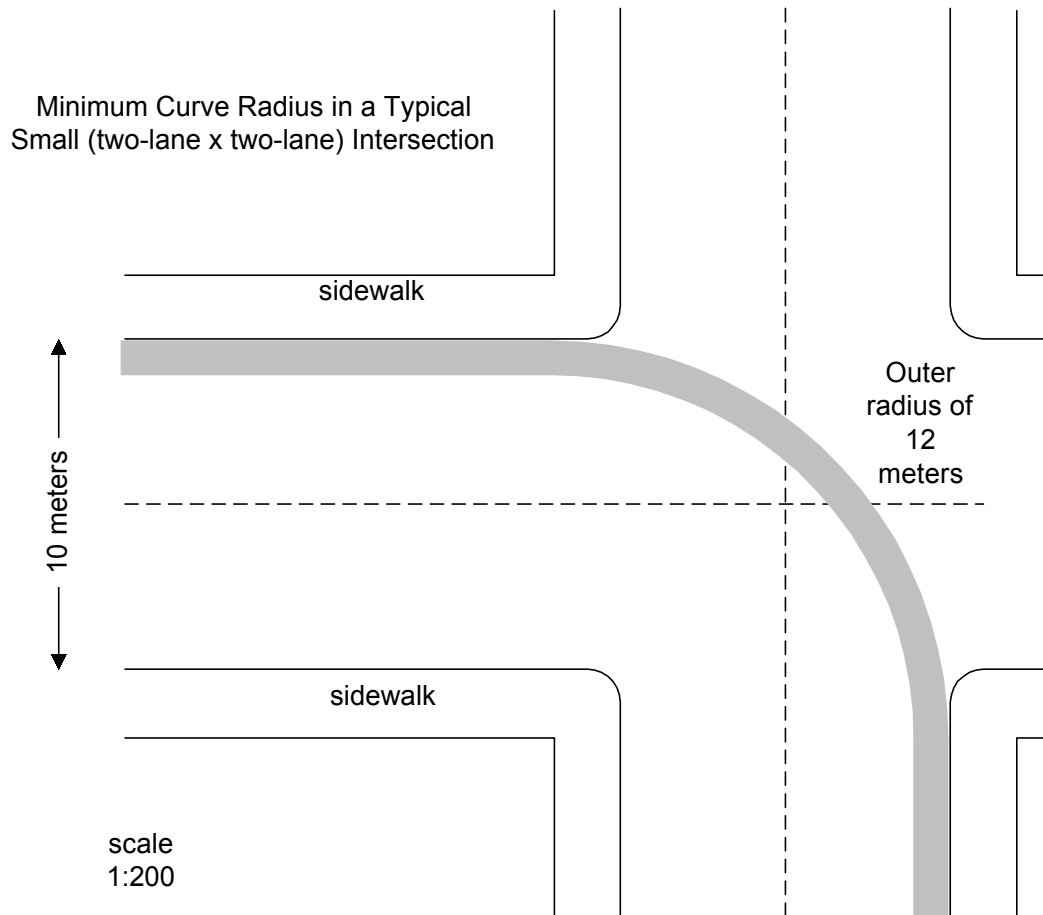 Minimum Curve Radius in a Typical
Small (two-lane x two-lane) Intersection
sidewalk
Outer
radius of
12
meters
10 meters
sidewalk
scale
1:200